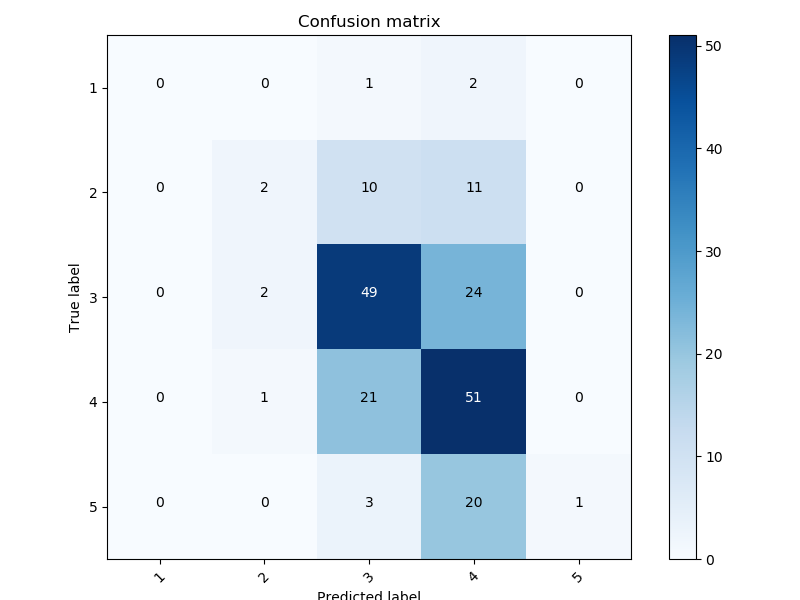 Confusion matrix
1 0 0 1 2 0
2 0 2 10 11 0
3 0 2 49 24 0
4 0 1 21 51 0
5 0 0 3 20 1
True label
1 2 3 4 5
Predicted label
50
40
30
20
10
0